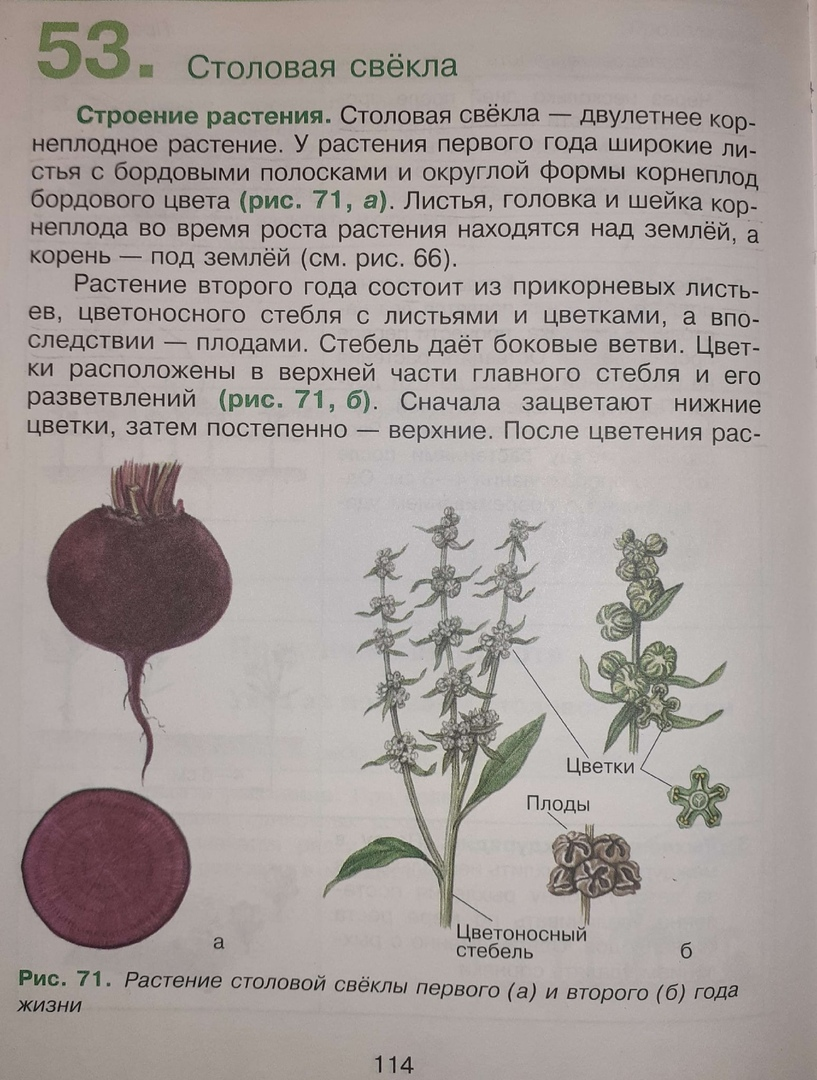 53. Столовая свёкла
Строение растения. Столовая свёкла — двулетнее кор-
неплодное растение. У растения первого года широкие ли-
стья с бордовыми полосками и округлой формы корнеплод
бордового цвета (рис. 71, а). Листья, головка и шейка кор-
неплода во время роста растения находятся над землёй, а
корень — под землёй (см. рис. 66).
Растение второго года состоит из прикорневых листь-
ев, цветоносного стебля с листьями и цветками, а впо-
следствии — плодами. Стебель даёт боковые ветви. Цвет-
ки расположены в верхней части главного стебля и его
разветвлений (рис. 71, б). Сначала зацветают нижние
цветки, затем постепенно — верхние. После цветения рас-
Цветки
Плоды
Цветоносный
стебель
а
б
Рис. 71. Растение столовой свёклы первого (а) и второго (б) года
жизни
114